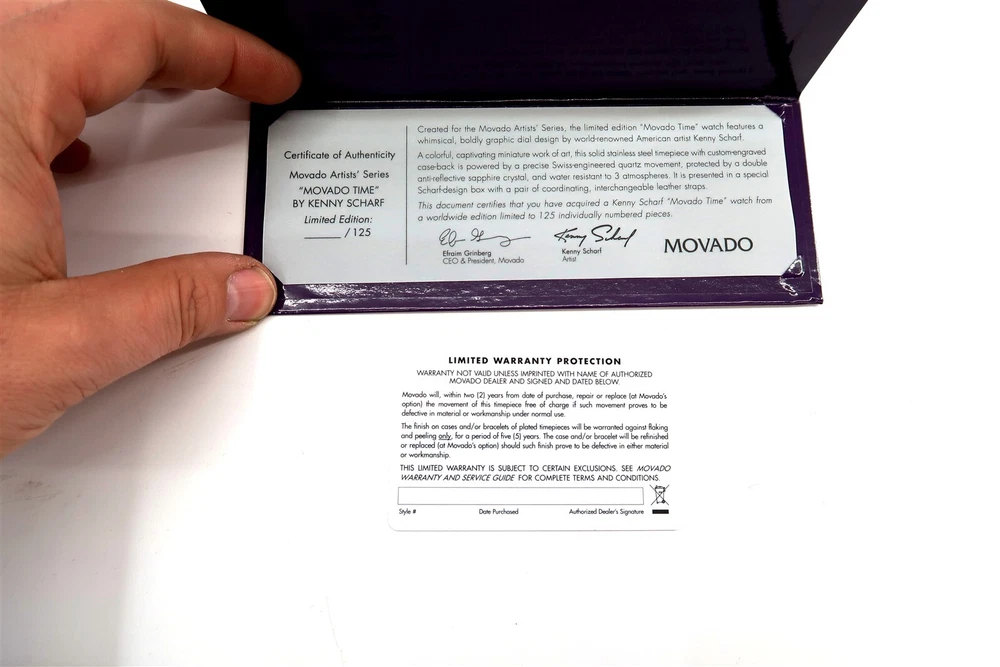 Certificate of Authenticity
Movado Artists' Series
"MOVADO TIME"
BY KENNY SCHARF
Limited Edition:
______ / 125
Created for the Movado Artists' Series, the limited edition "Movado Time" watch features a
whimsical, boldly graphic dial design by world-renowned American artist Kenny Scharf.
A colorful, captivating miniature work of art, this solid stainless steel timepiece with custom-engraved
case-back is powered by a precise Swiss-engineered quartz movement, protected by a double
anti-reflective sapphire crystal, and water resistant to 3 atmospheres. It is presented in a special
Scharf-design box with a pair of coordinating, interchangeable leather straps.
This document certifies that you have acquired a Kenny Scharf "Movado Time" watch from
a worldwide edition limited to 125 individually numbered pieces.
Kenny Scharf
Efraim Grinberg
CEO & President, Movado
Kenny Scharf
Artist
MOVADO
LIMITED WARRANTY PROTECTION
WARRANTY NOT VALID UNLESS IMPRINTED WITH NAME OF AUTHORIZED
MOVADO DEALER AND SIGNED AND DATED BELOW.
Movado will, within two (2) years from date of purchase, repair or replace (at Movado's
option) the movement of this timepiece free of charge if such movement proves to be
defective in material or workmanship under normal use.
The finish on cases and/or bracelets of plated timepieces will be warranted against flaking
and peeling only, for a period of five (5) years. The case and/or bracelet will be refinished
or replaced (at Movado's option) should such finish prove to be defective in either material
or workmanship.
THIS LIMITED WARRANTY IS SUBJECT TO CERTAIN EXCLUSIONS. SEE MOVADO
WARRANTY AND SERVICE GUIDE FOR COMPLETE TERMS AND CONDITIONS.
Style #
Date Purchased
Authorized Dealer's Signature